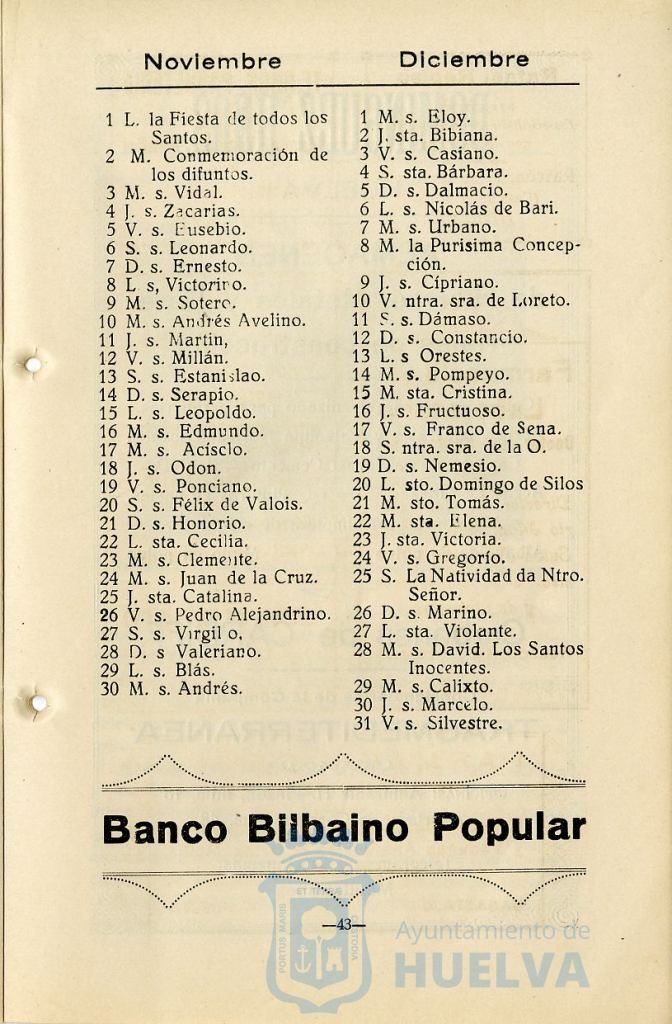 Noviembre
1 L. la Fiesta de todos los
Santos.
2 M. Conmemoración de
los difuntos.
3 M. s. Vidal.
4 J. s. Zacarias.
5 V. s. Eusebio.
6 S. s. Leonardo.
7 D. s. Ernesto.
8 L s, Victorino.
9 M. s. Sotero.
10 M. s. Andrés Avelino.
11 J. s. Martin,
12 V. s. Millán.
13 S. s. Estanislao.
14 D. s. Serapio.
15 L. s. Leopoldo.
16 M. s. Edmundo.
17 M. s. Acísclo.
18 J. s. Odon.
19 V. s. Ponciano.
20 S. s. Félix de Valois.
21 D. s. Honorio.
22 L. sta. Cecilia.
23 M. s. Clemente.
24 M. s. Juan de la Cruz.
25 J. sta. Catalina.
26 V. s. Pedro Alejandrino.
27 S. s. Virgilo.
28 D. s Valeriano.
29 L. s. Blás.
30 M. s. Andrés.
Diciembre
1 M. s. Eloy.
2 J. sta. Bibiana.
3 V. s. Casiano.
4 S. sta. Bárbara.
5 D. s. Dalmacio.
6 L. s. Nicolás de Bari.
7 M. s. Urbano.
8 M. la Purisima Concep-
ción.
9 J. s. Cípriano.
10 V. ntra. sra. de Loreto.
11 S. s. Dámaso.
12 D. s. Constancio.
13 L. s Orestes.
14 M. s. Pompeyo.
15 M. sta. Cristina.
16 J. s. Fructuoso.
17 V. s. Franco de Sena.
18 S. ntra. sra. de la O.
19 D. s. Nemesio.
20 L. sto. Domingo de Silos
21 M. sto. Tomás.
22 M. sta. Elena.
23 J. sta. Victoria.
24 V. s. Gregorío.
25 S. La Natividad da Ntro.
Señor.
26 D. s. Marino.
27 L. sta. Violante.
28 M. s. David. Los Santos
Inocentes.
29 M. s. Calixto.
30 J. s. Marcelo.
31 V. s. Silvestre.
Banco Bilbaino Popular
—43—
PORTUS MARIS
ET TERRAE
CUSTODIA
Ayuntamiento de
HUELVA